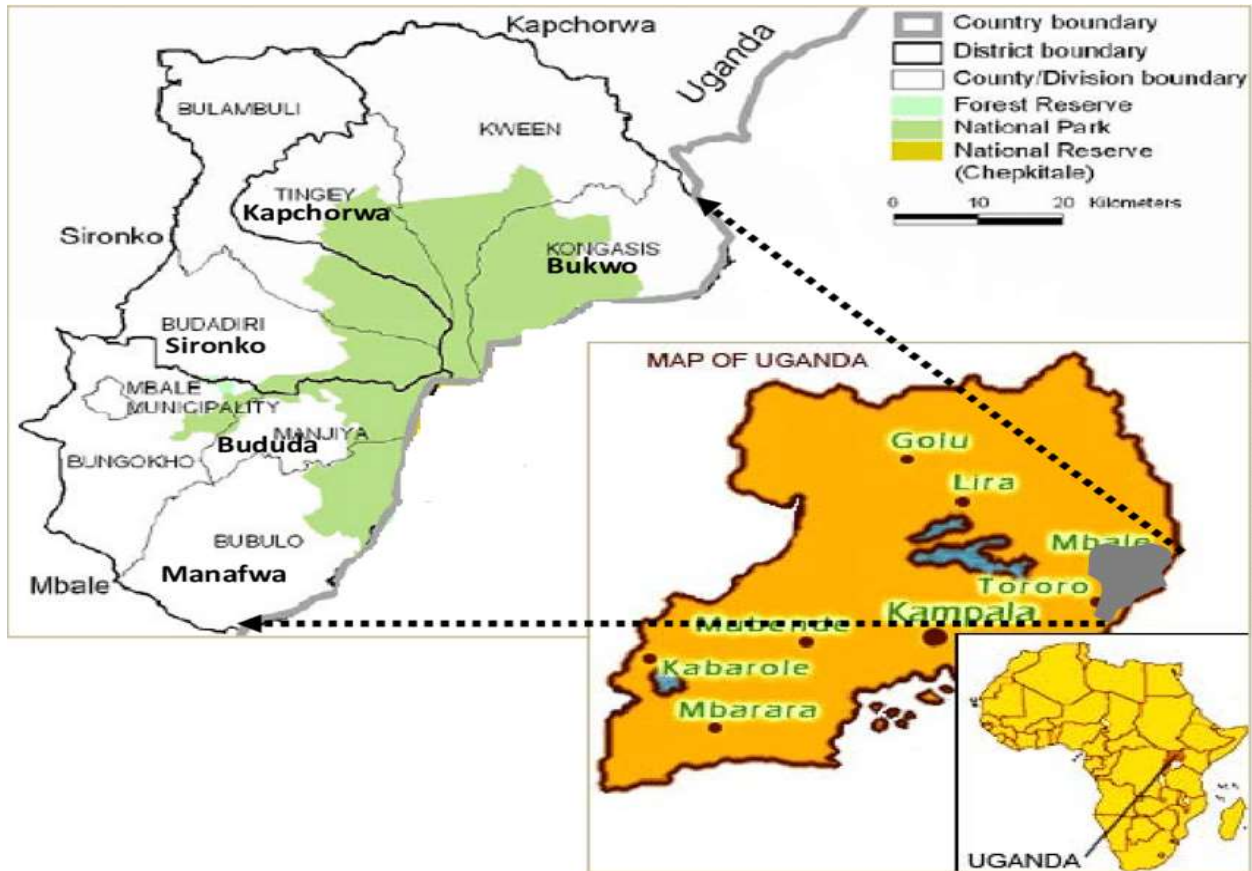 Kapchorwa
Uganda
BULAMBULI
KWEEN
TINGEY
Kapchorwa
Sironko
KONGASIS
Bukwo
BUDADIRI
Sironko
MBALE
MUNICIPALITY
MANJIYA
Bududa
BUNGOKHO
BUBULO
Manafwa
Mbale
Country boundary
District boundary
County/Division boundary
Forest Reserve
National Park
National Reserve
(Chepkitale)
0 10 20 Kilometers
MAP OF UGANDA
Golu
Lira
Mbale
Tororo
Kampala
Mubende
Kabarole
Mbarara
UGANDA